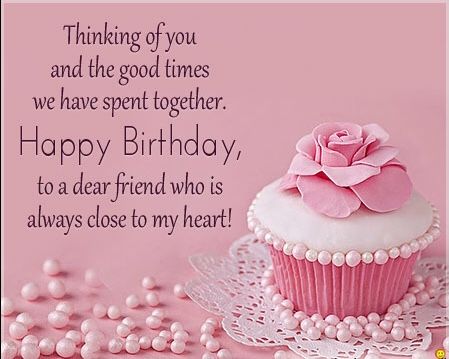 Thinking of you
and the good times
we have spent together.
Happy Birthday,
to a dear friend who is
always close to my heart!